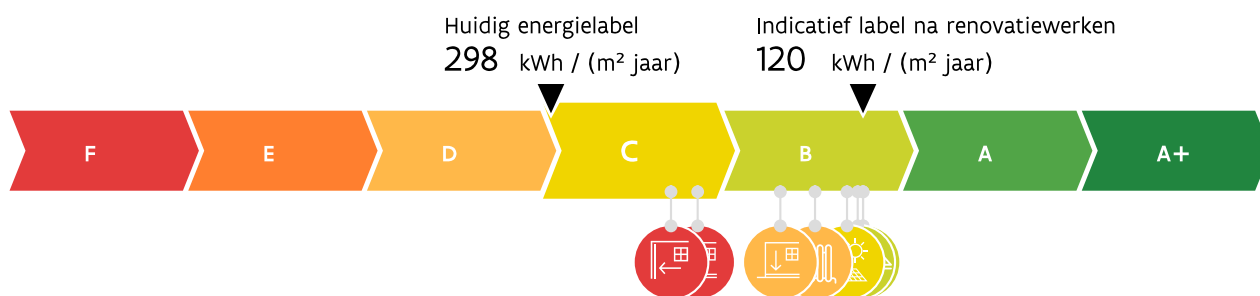 Huidig energielabel
298 kWh / (m² jaar)
Indicatief label na renovatiewerken
120 kWh / (m² jaar)
F E D C B A A+